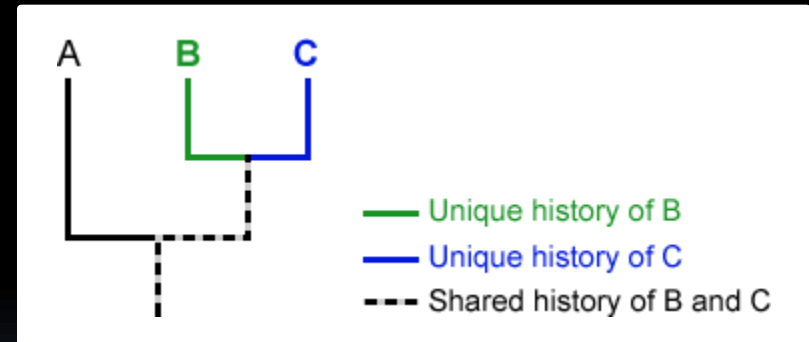 A B C
Unique history of B
Unique history of C
Shared history of B and C